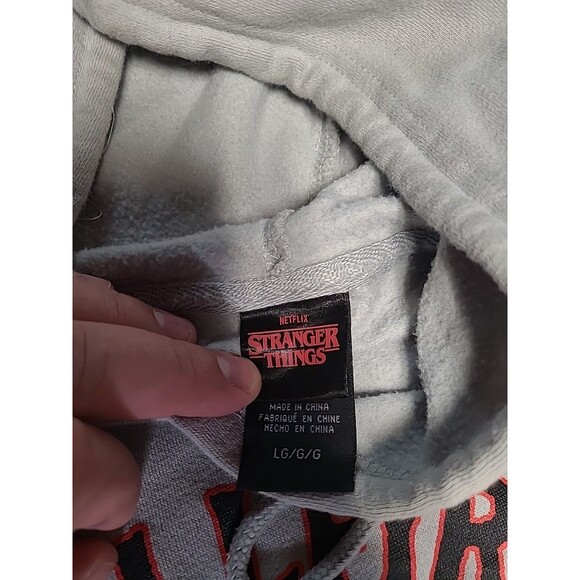 NETFLIX
STRANGER
THINGS
MADE IN CHINA
FABRIQUÉ EN CHINE
HECHO EN CHINA
LG/G/G